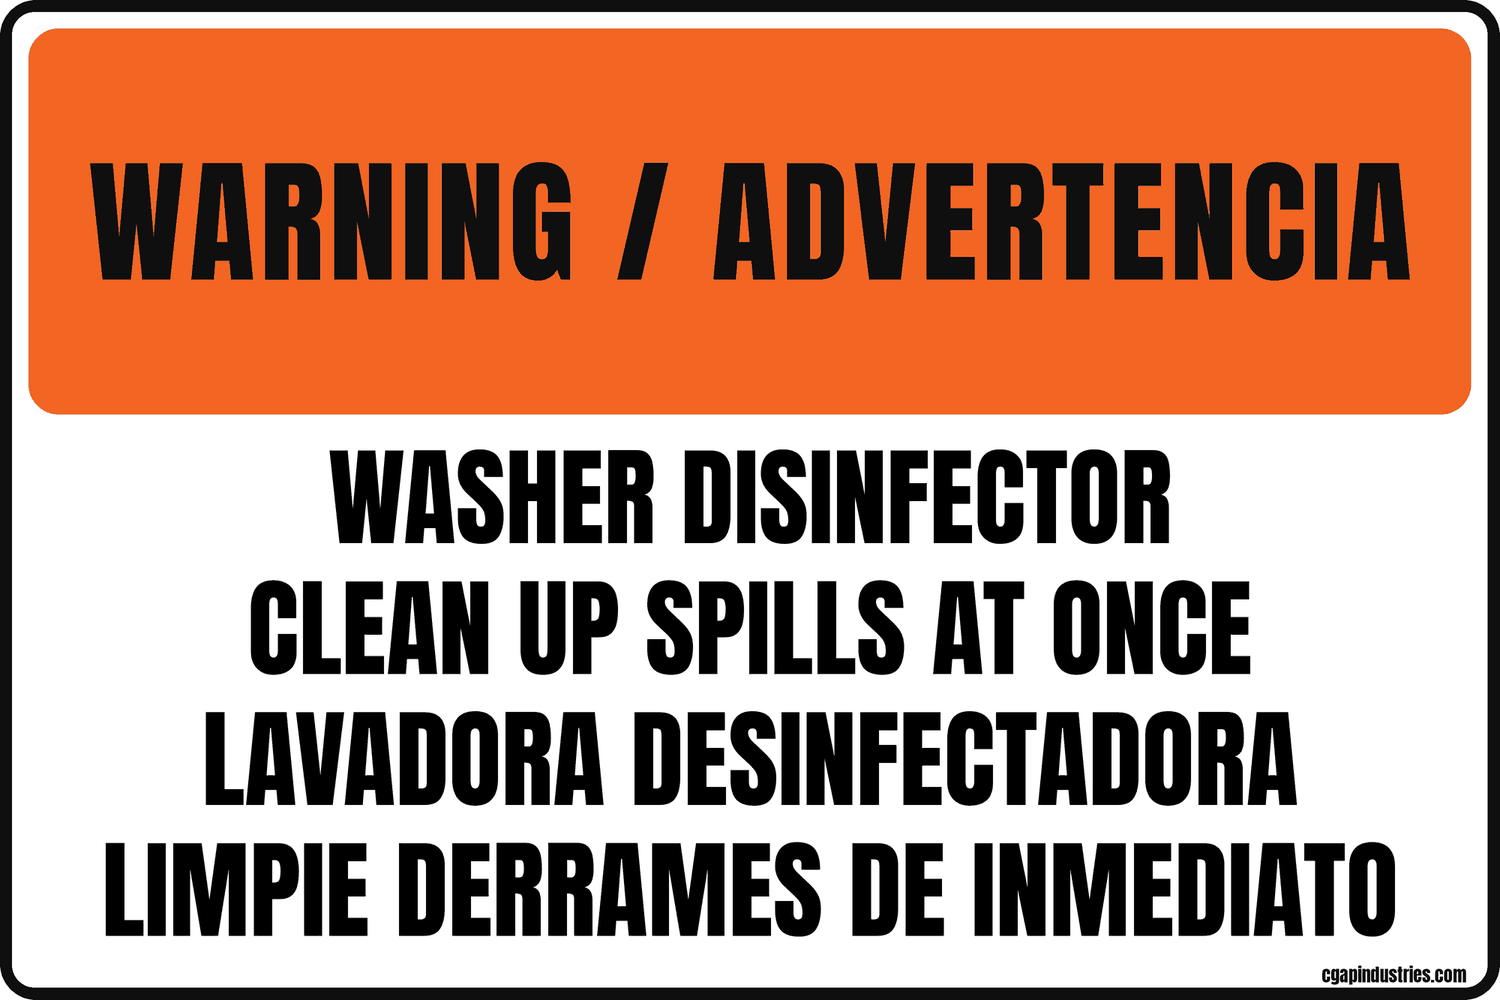 WARNING / ADVERTENCIA
WASHER DISINFECTOR
CLEAN UP SPILLS AT ONCE
LAVADORA DESINFECTADORA
LIMPIE DERRAMES DE INMEDIATO
cgapindustries.com